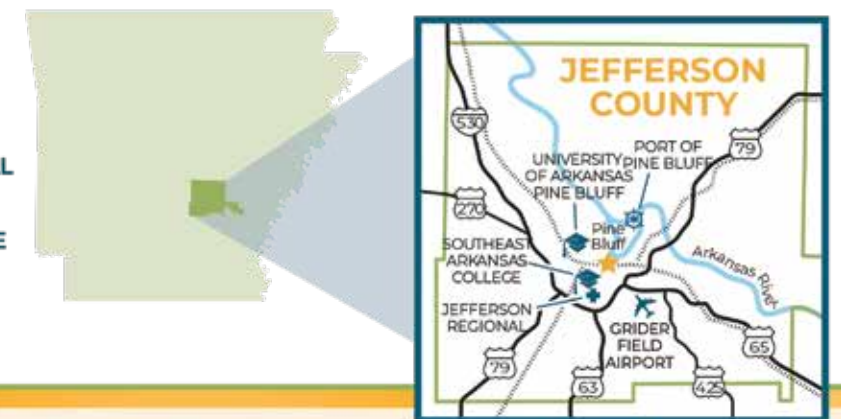 L
E
JEFFERSON
COUNTY
530
79
PORT OF
PINE BLUFF
UNIVERSITY
OF ARKANSAS
PINE BLUFF
270
Pine
Bluff
SOUTHEAST
ARKANSAS
COLLEGE
Arkansas River
JEFFERSON
REGIONAL
GRIDER
FIELD
AIRPORT
65
79
63
425